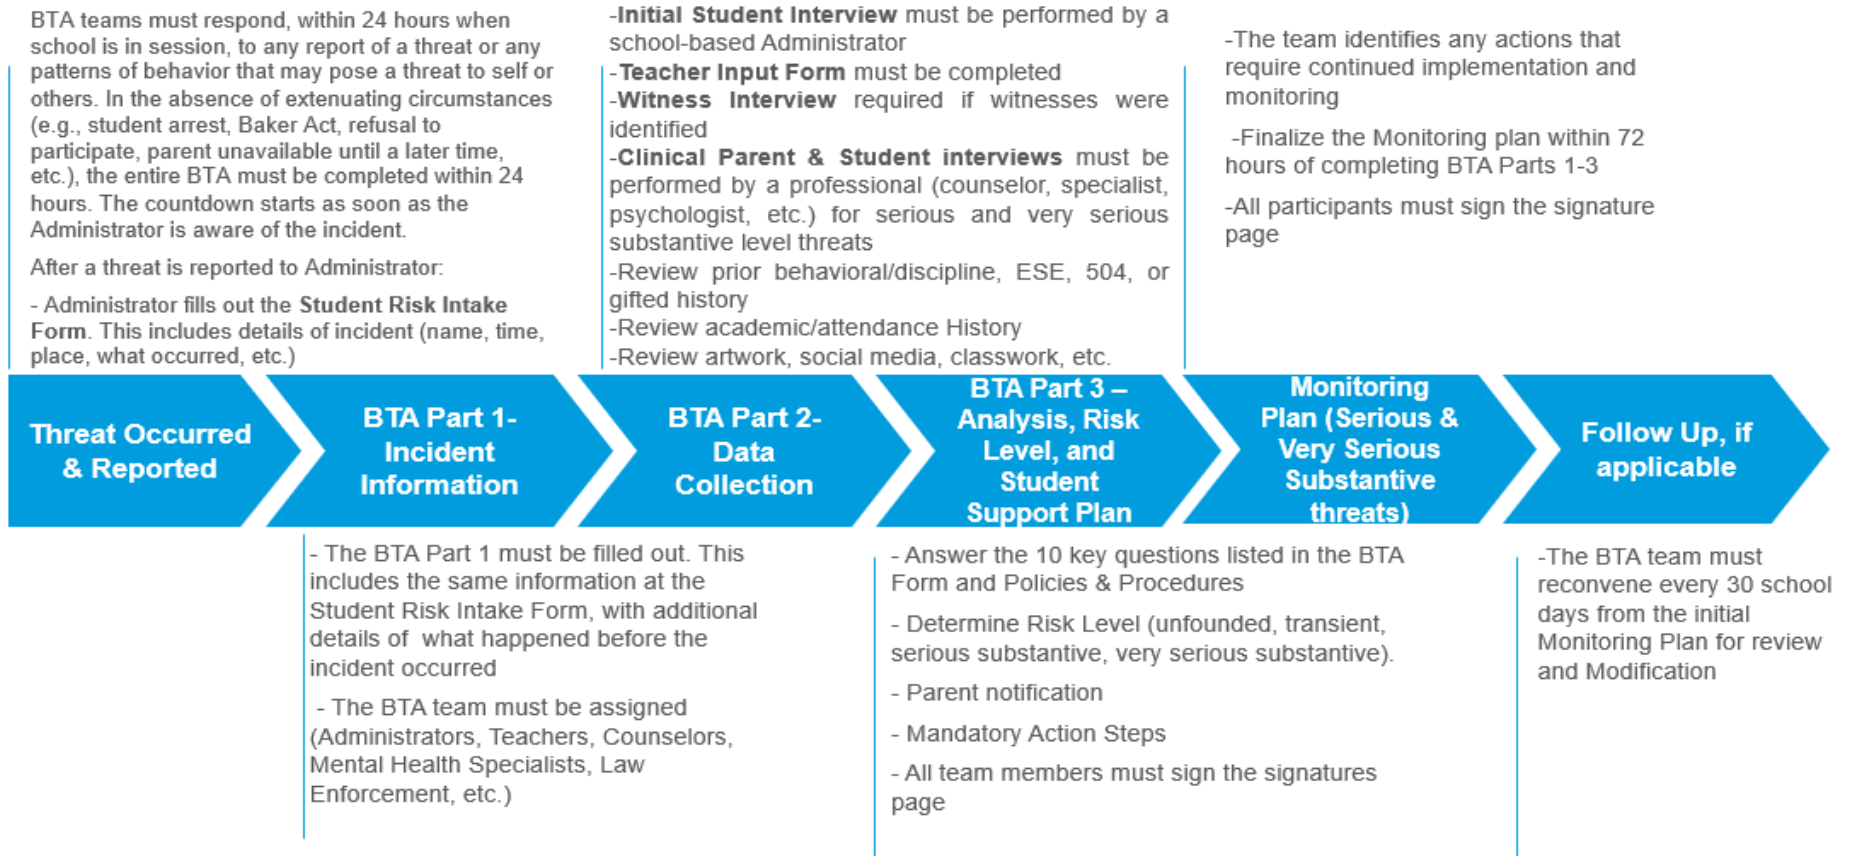 BTA teams must respond, within 24 hours when
school is in session, to any report of a threat or any
patterns of behavior that may pose a threat to self or
others. In the absence of extenuating circumstances
(e.g., student arrest, Baker Act, refusal to
participate, parent unavailable until a later time,
etc.), the entire BTA must be completed within 24
hours. The countdown starts as soon as the
Administrator is aware of the incident.
After a threat is reported to Administrator:
- Administrator fills out the Student Risk Intake
Form. This includes details of incident (name, time,
place, what occurred, etc.)
-Initial Student Interview must be performed by a
school-based Administrator
-Teacher Input Form must be completed
-Witness Interview required if witnesses were
identified
-Clinical Parent & Student interviews must be
performed by a professional (counselor, specialist,
psychologist, etc.) for serious and very serious
substantive level threats
-Review prior behavioral/discipline, ESE, 504, or
gifted history
-Review academic/attendance History
-Review artwork, social media, classwork, etc.
-The team identifies any actions that
require continued implementation and
monitoring
-Finalize the Monitoring plan within 72
hours of completing BTA Parts 1-3
-All participants must sign the signature
page
Threat Occurred
& Reported
BTA Part 1-
Incident
Information
BTA Part 2-
Data
Collection
BTA Part 3 –
Analysis, Risk
Level, and
Student
Support Plan
Monitoring
Plan (Serious &
Very Serious
Substantive
threats)
Follow Up, if
applicable
- The BTA Part 1 must be filled out. This
includes the same information at the
Student Risk Intake Form, with additional
details of what happened before the
incident occurred
- The BTA team must be assigned
(Administrators, Teachers, Counselors,
Mental Health Specialists, Law
Enforcement, etc.)
- Answer the 10 key questions listed in the BTA
Form and Policies & Procedures
- Determine Risk Level (unfounded, transient,
serious substantive, very serious substantive).
- Parent notification
- Mandatory Action Steps
- All team members must sign the signatures
page
-The BTA team must
reconvene every 30 school
days from the initial
Monitoring Plan for review
and Modification